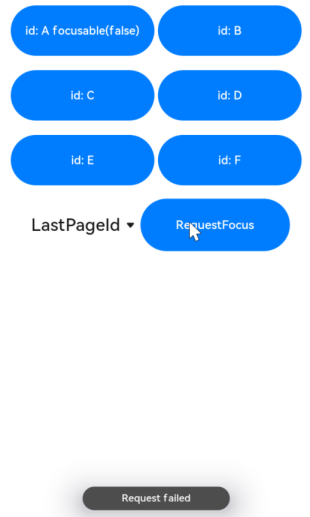 id: A focusable(false)
id: B
id: C
id: D
id: E
id: F
LastPageId
RequestFocus
Request failed